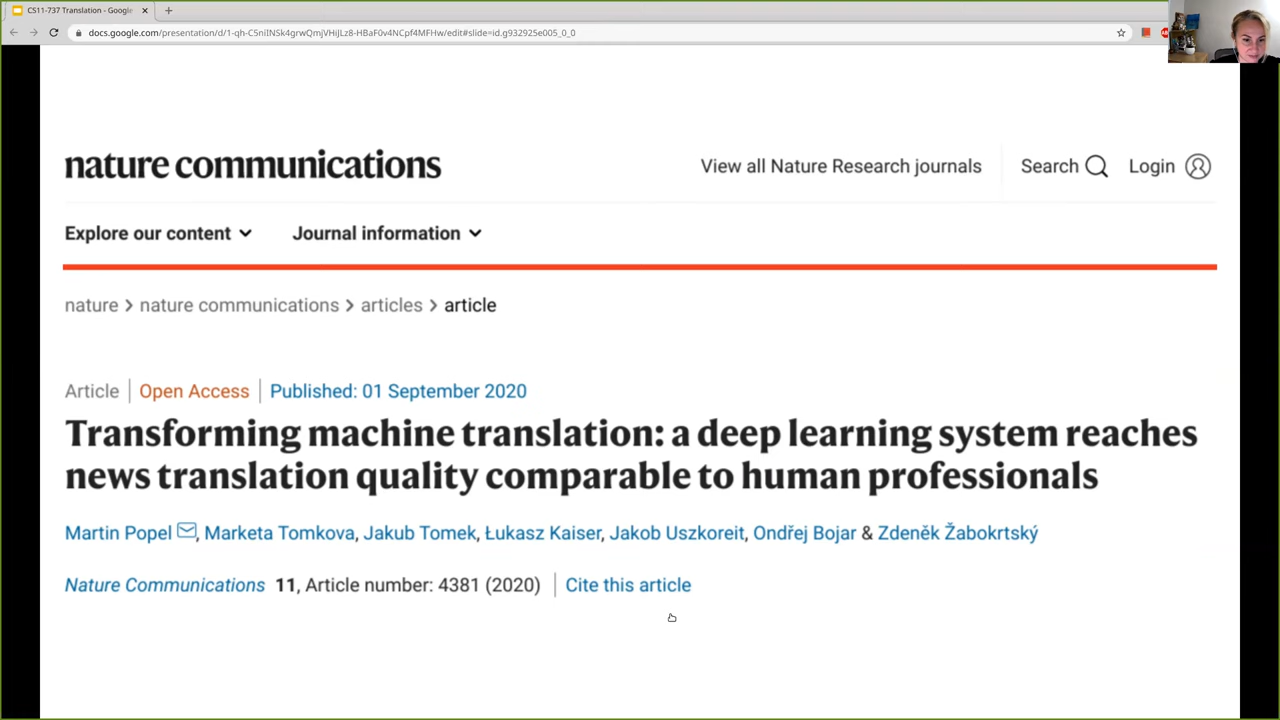 CS11-737 Translation - Google
docs.google.com/presentation/d/1-qh-C5niINSk4grwQmjVHiJLz8-HBaF0v4NCpf4MFHw/edit#slide=id.g932925e005_0_0
nature communications
View all Nature Research journals
Search
Login
Explore our content
Journal information
nature > nature communications > articles > article
Article | Open Access | Published: 01 September 2020
Transforming machine translation: a deep learning system reaches
news translation quality comparable to human professionals
Martin Popel, Marketa Tomkova, Jakub Tomek, Łukasz Kaiser, Jakob Uszkoreit, Ondřej Bojar & Zdeněk Žabokrtský
Nature Communications 11, Article number: 4381 (2020) | Cite this article